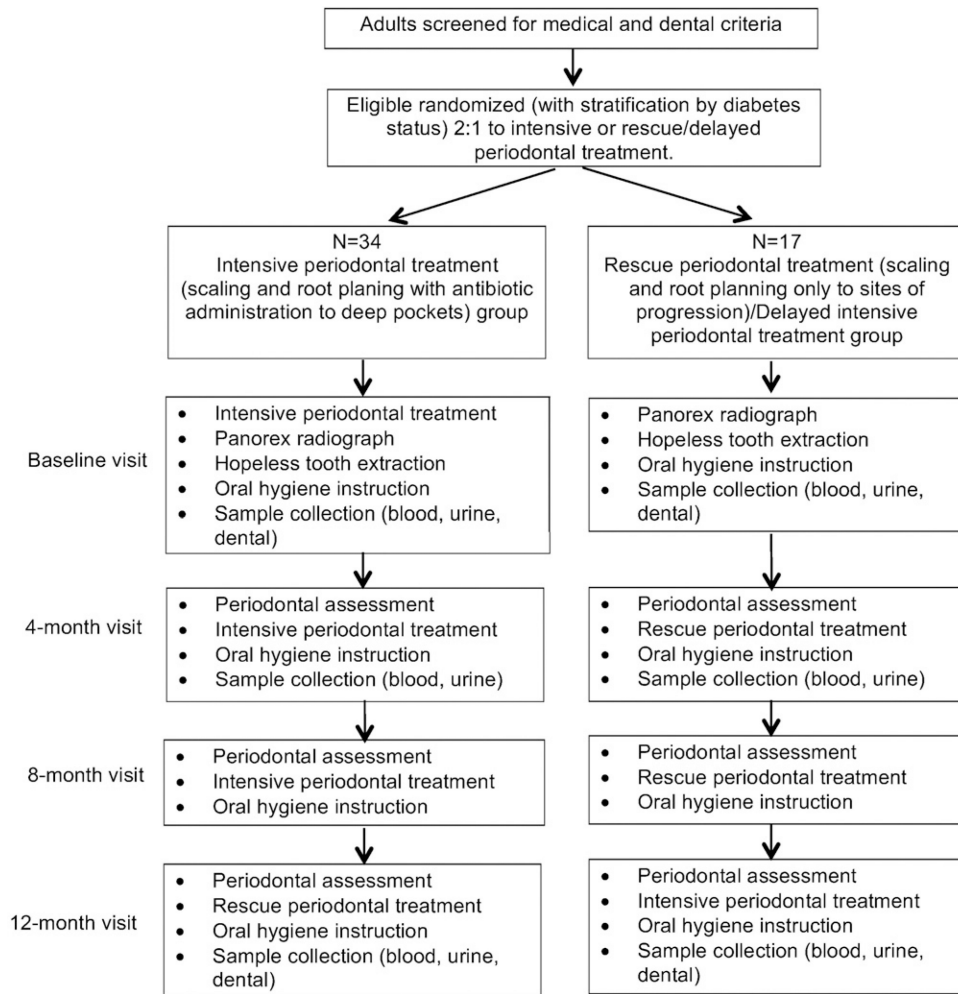 Adults screened for medical and dental criteria
Eligible randomized (with stratification by diabetes
status) 2:1 to intensive or rescue/delayed
periodontal treatment.
N=34
Intensive periodontal treatment
(scaling and root planing with antibiotic
administration to deep pockets) group
N=17
Rescue periodontal treatment (scaling
and root planning only to sites of
progression)/Delayed intensive
periodontal treatment group
Baseline visit
• Intensive periodontal treatment
• Panorex radiograph
• Hopeless tooth extraction
• Oral hygiene instruction
• Sample collection (blood, urine,
dental)
• Panorex radiograph
• Hopeless tooth extraction
• Oral hygiene instruction
• Sample collection (blood, urine,
dental)
4-month visit
• Periodontal assessment
• Intensive periodontal treatment
• Oral hygiene instruction
• Sample collection (blood, urine)
• Periodontal assessment
• Rescue periodontal treatment
• Oral hygiene instruction
• Sample collection (blood, urine)
8-month visit
• Periodontal assessment
• Intensive periodontal treatment
• Oral hygiene instruction
• Periodontal assessment
• Rescue periodontal treatment
• Oral hygiene instruction
12-month visit
• Periodontal assessment
• Rescue periodontal treatment
• Oral hygiene instruction
• Sample collection (blood, urine,
dental)
• Periodontal assessment
• Intensive periodontal treatment
• Oral hygiene instruction
• Sample collection (blood, urine,
dental)